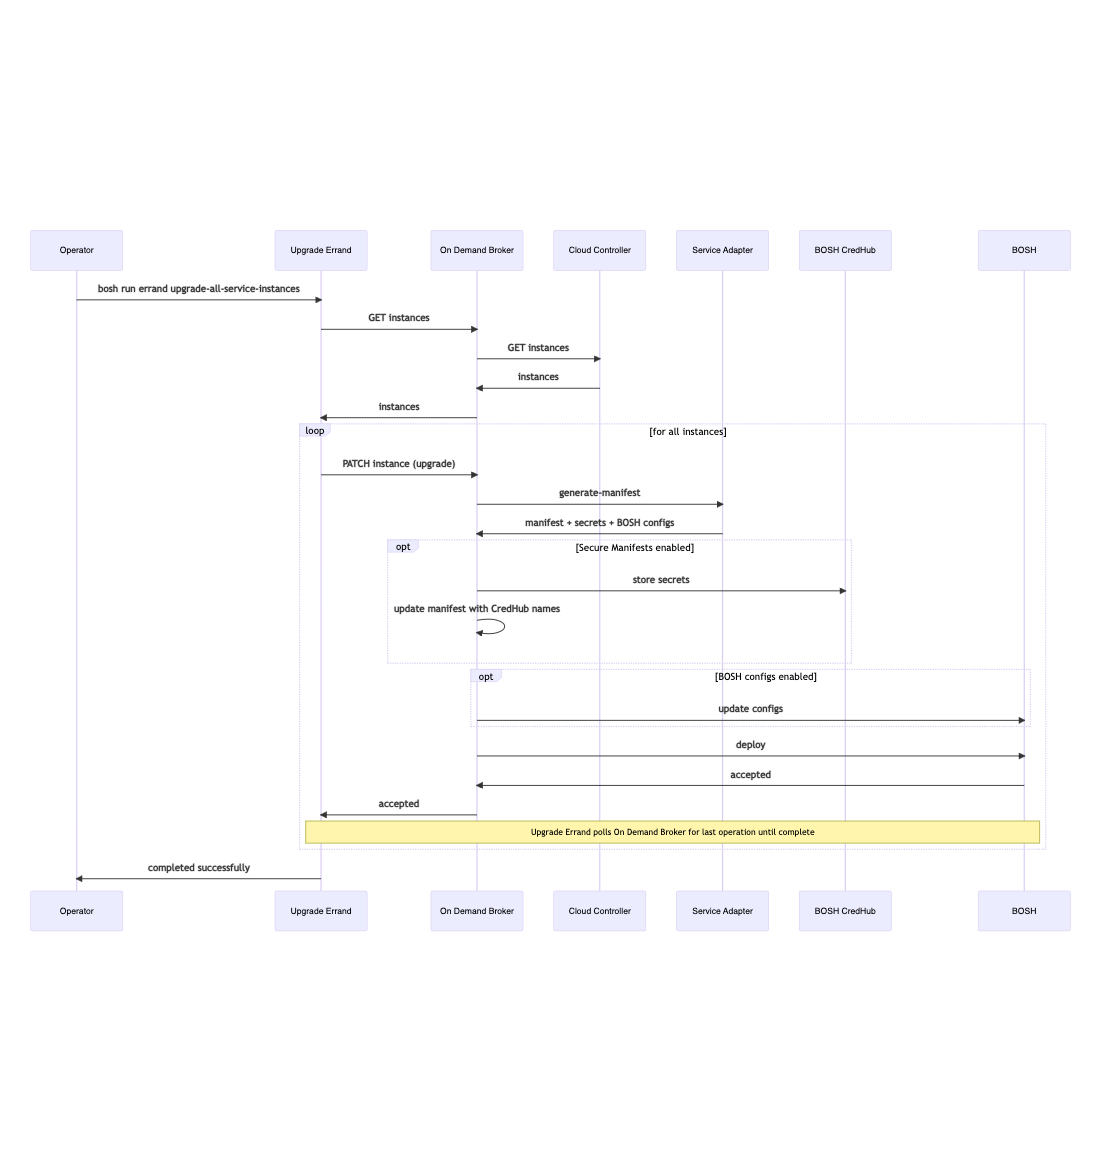 Operator
Upgrade Errand
On Demand Broker
Cloud Controller
Service Adapter
BOSH CredHub
BOSH
bosh run errand upgrade-all-service-instances
GET instances
GET instances
instances
instances
loop
[for all instances]
PATCH instance (upgrade)
generate-manifest
manifest + secrets + BOSH configs
opt
[Secure Manifests enabled]
store secrets
update manifest with CredHub names
opt
[BOSH configs enabled]
update configs
deploy
accepted
accepted
Upgrade Errand polls On Demand Broker for last operation until complete
completed successfully
Operator
Upgrade Errand
On Demand Broker
Cloud Controller
Service Adapter
BOSH CredHub
BOSH